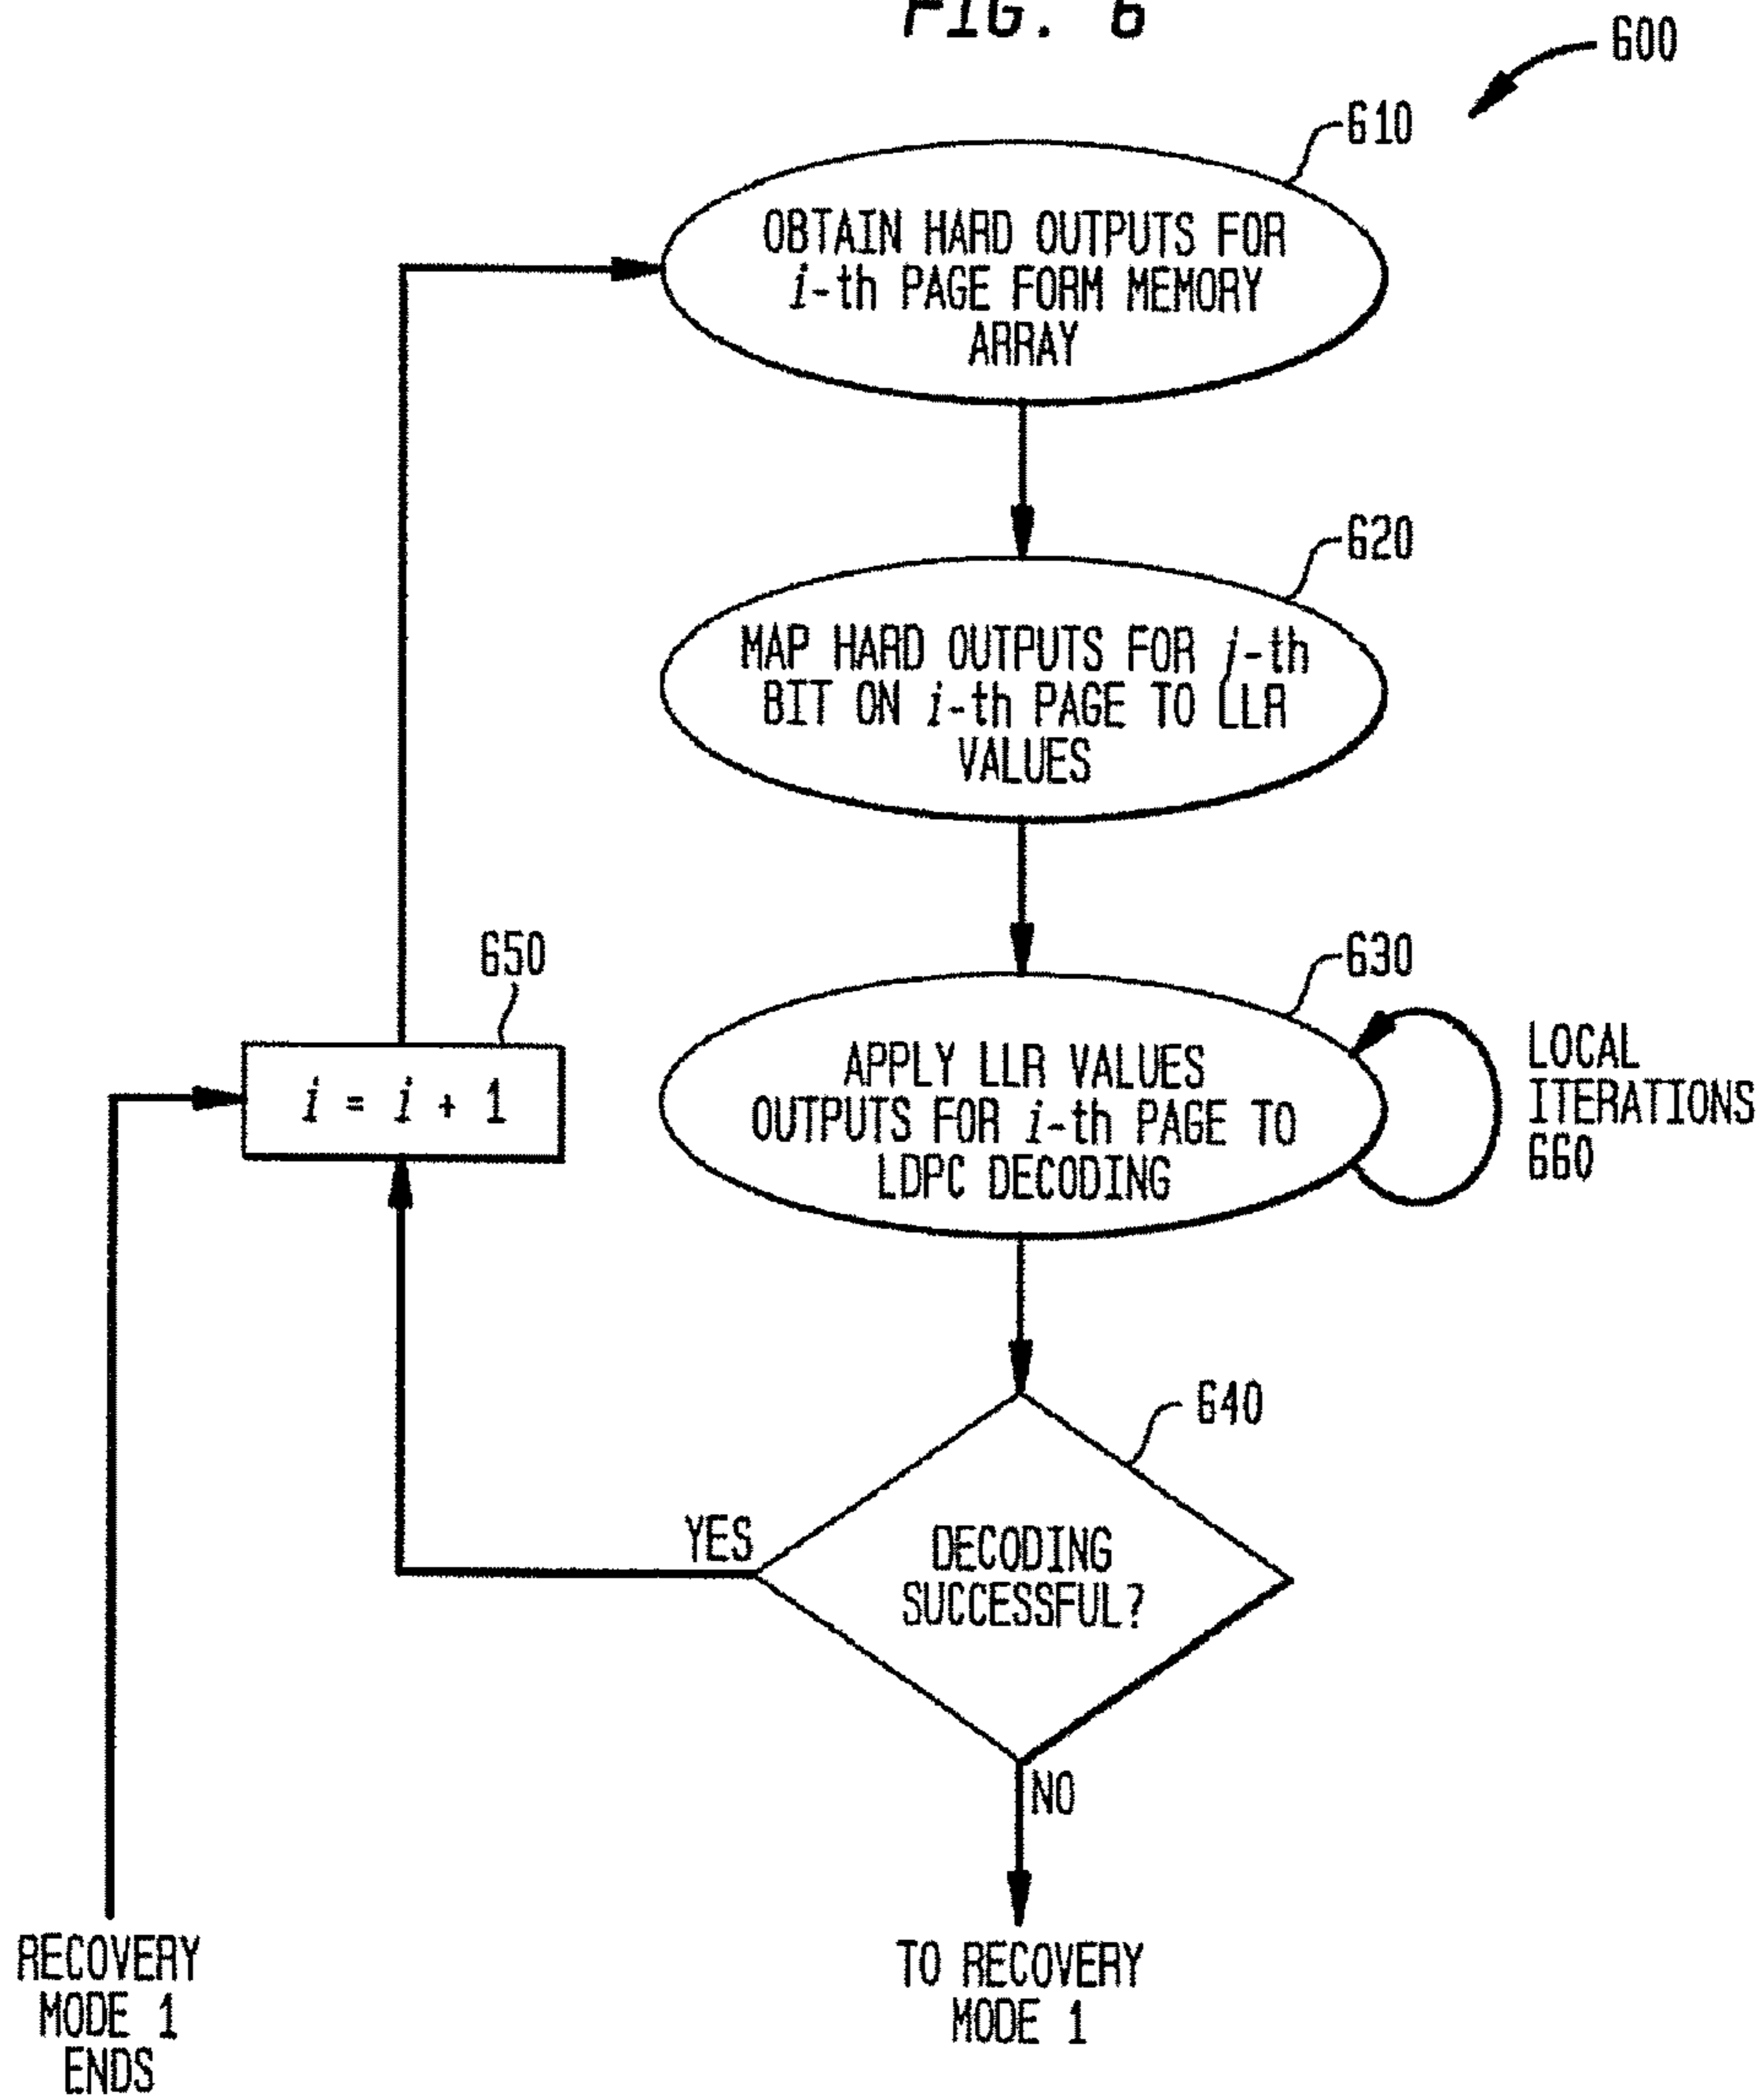 FIG. 6
600
610
OBTAIN HARD OUTPUTS FOR
i-th PAGE FORM MEMORY
ARRAY
620
MAP HARD OUTPUTS FOR j-th
BIT ON i-th PAGE TO LLR
VALUES
630
APPLY LLR VALUES
OUTPUTS FOR i-th PAGE TO
LDPC DECODING
LOCAL
ITERATIONS
660
650
i = i + 1
640
DECODING
SUCCESSFUL?
YES
NO
RECOVERY
MODE 1
ENDS
TO RECOVERY
MODE 1